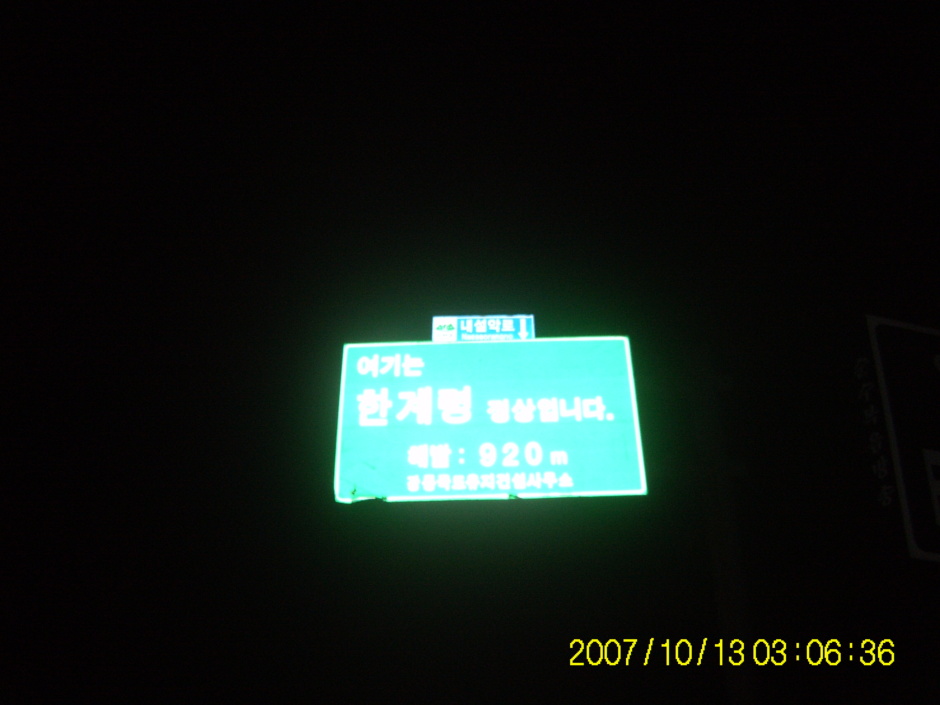 내설악로
여기는
한계령 정상입니다.
해발 : 920m
2007/10/13 03:06:36